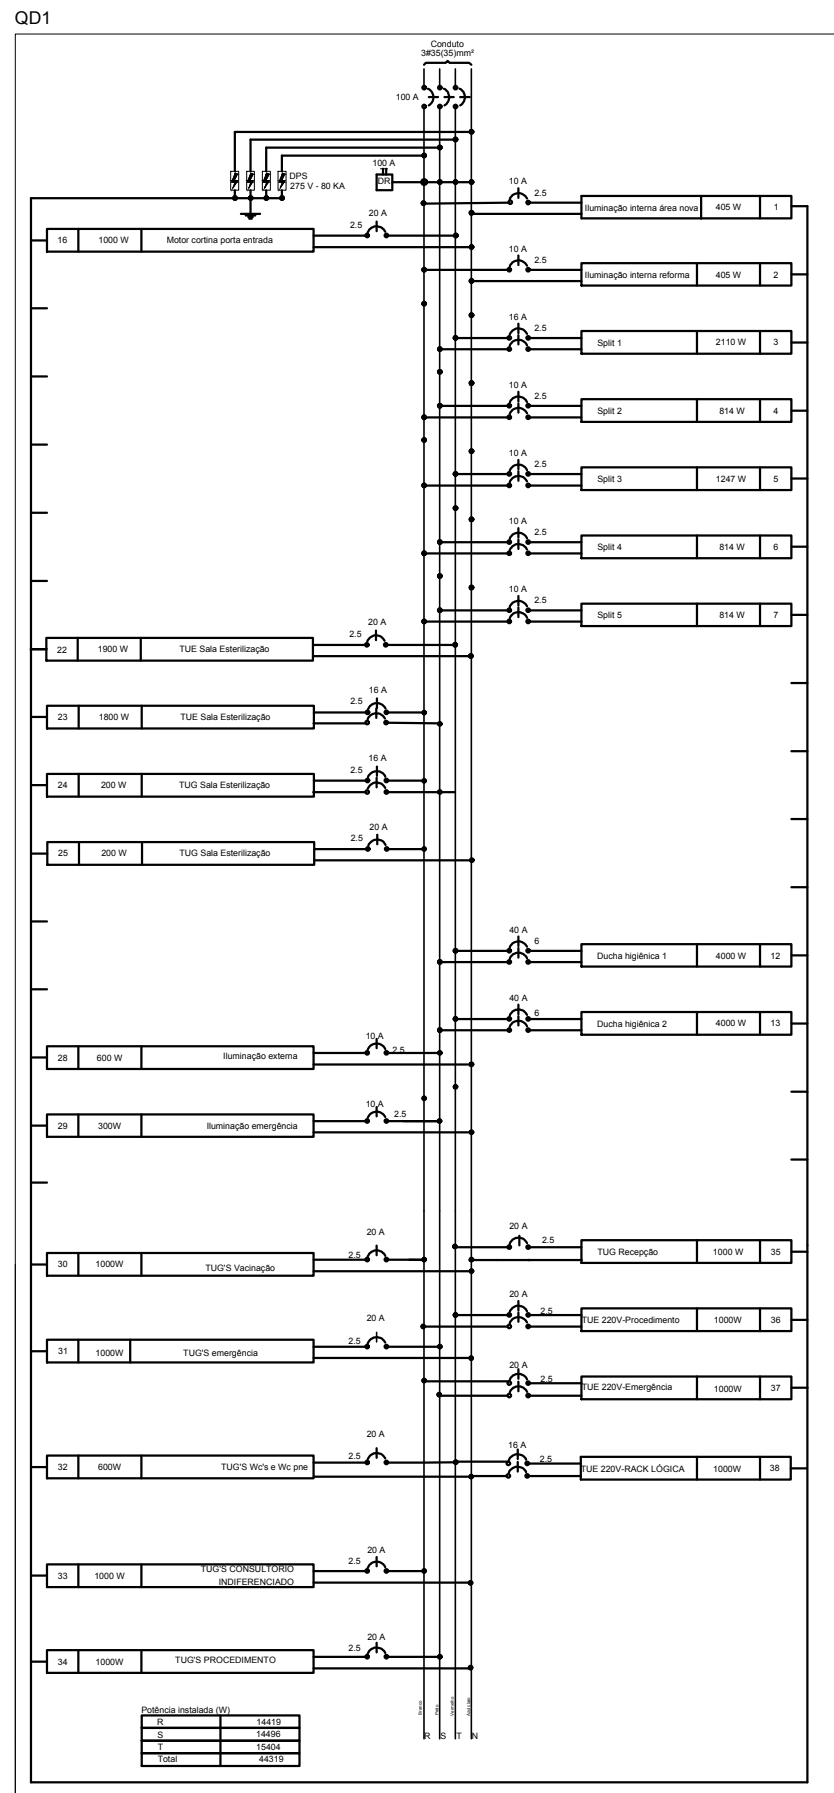 QD1
Conduto
3#35(35)mm²
100 A
DPS
275 V - 80 KA
100 A
DR
10 A
2.5
Iluminação interna área nova 405 W 1
20 A
2.5
16 1000 W Motor cortina porta entrada
10 A
2.5
Iluminação interna reforma 405 W 2
16 A
2.5
Split 1 2110 W 3
10 A
2.5
Split 2 814 W 4
10 A
2.5
Split 3 1247 W 5
10 A
2.5
Split 4 814 W 6
10 A
2.5
Split 5 814 W 7
20 A
2.5
22 1900 W TUE Sala Esterilização
16 A
2.5
23 1800 W TUE Sala Esterilização
16 A
2.5
24 200 W TUG Sala Esterilização
20 A
2.5
25 200 W TUG Sala Esterilização
40 A
6
Ducha higiênica 1 4000 W 12
40 A
6
Ducha higiênica 2 4000 W 13
10 A
2.5
28 600 W Iluminação externa
10 A
2.5
29 300W Iluminação emergência
20 A
2.5
30 1000W TUG'S Vacinação
20 A
2.5
TUG Recepção 1000 W 35
20 A
2.5
TUE 220V-Procedimento 1000W 36
20 A
2.5
31 1000W TUG'S emergência
20 A
2.5
TUE 220V-Emergência 1000W 37
20 A
2.5
32 600W TUG'S Wc's e Wc pne
16 A
2.5
TUE 220V-RACK LÓGICA 1000W 38
20 A
2.5
33 1000 W TUG'S CONSULTORIO
INDIFERENCIADO
20 A
2.5
34 1000W TUG'S PROCEDIMENTO
Branco
Preto
Vermelho
R S T N
Potência instalada (W)
R 14419
S 14496
T 15404
Total 44319